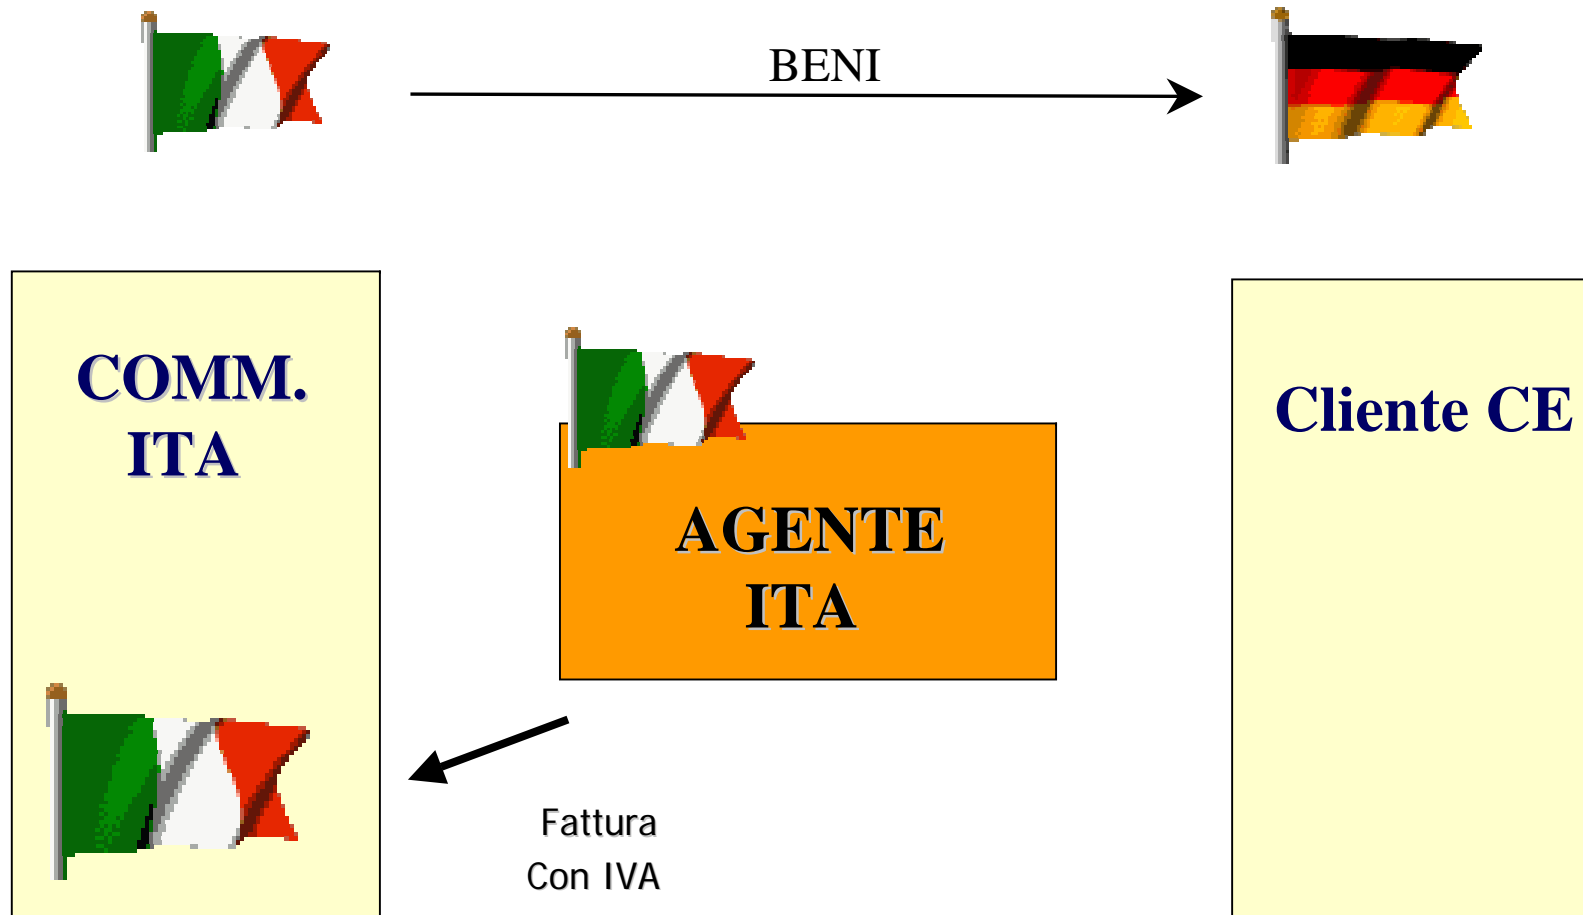 BENI
COMM.
ITA
AGENTE
ITA
Cliente CE
Fattura
Con IVA